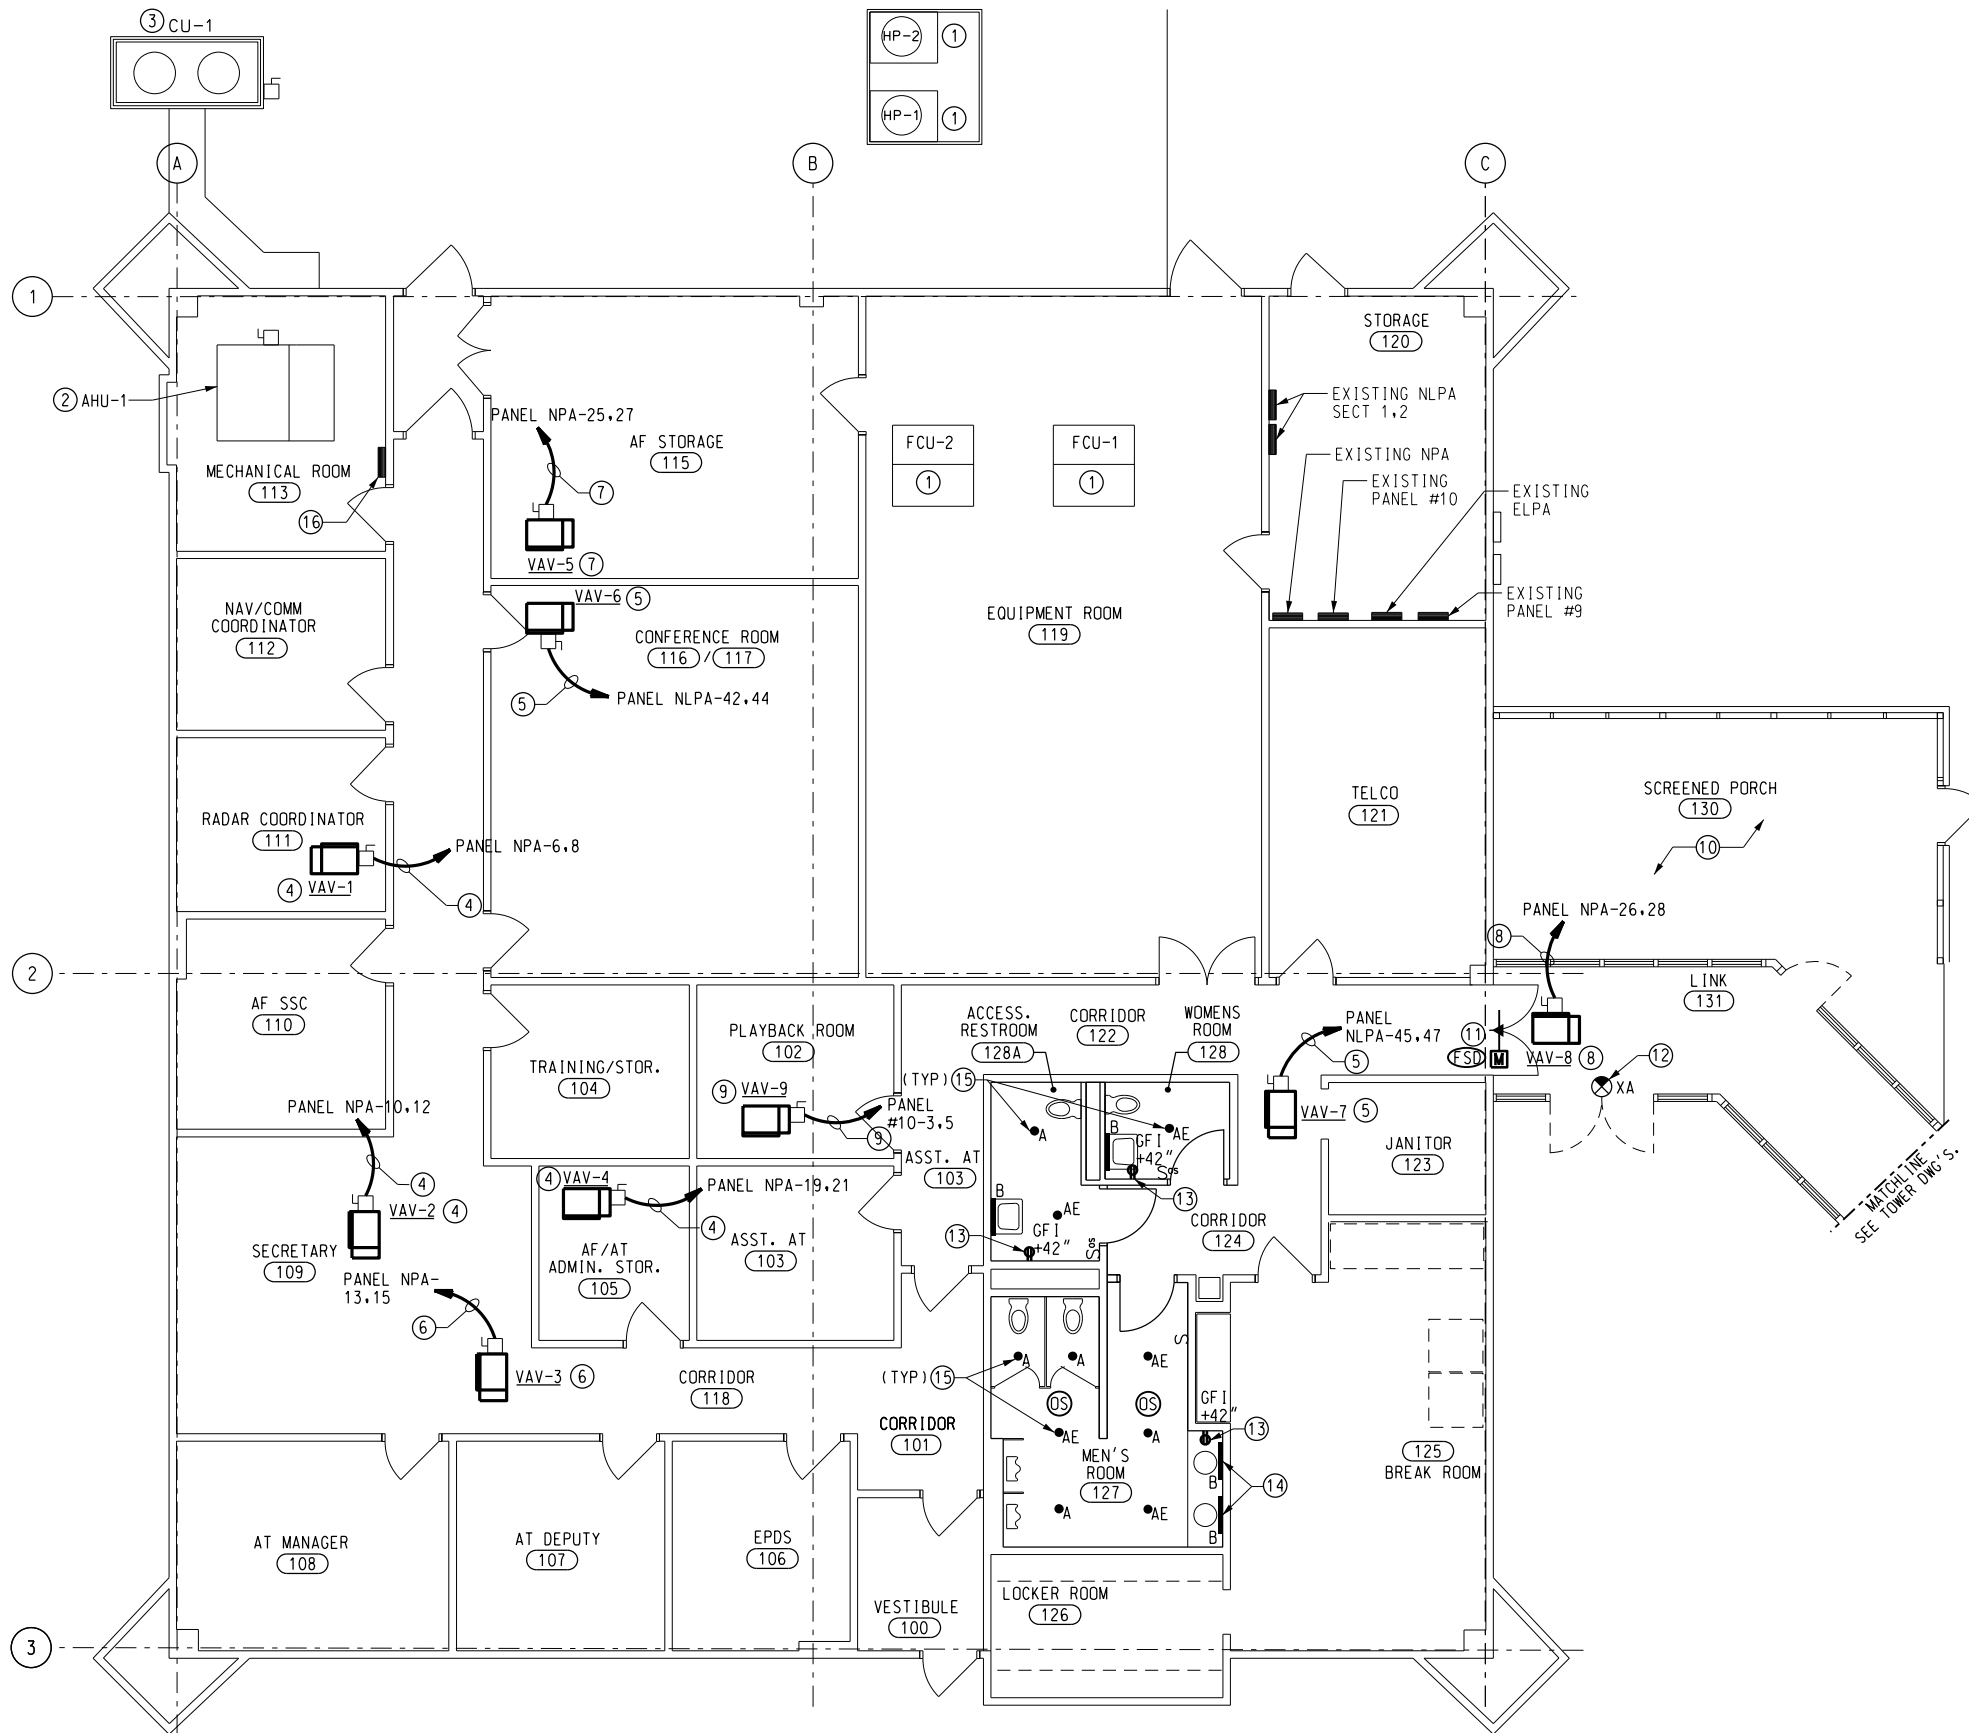 ③ CU-1
HP-2 ①
HP-1 ①
A
B
C
1
STORAGE
120
② AHU-1
EXISTING NLPA
SECT 1,2
PANEL NPA-25,27
AF STORAGE
115
FCU-2
①
FCU-1
①
EXISTING NPA
MECHANICAL ROOM
113
EXISTING
PANEL #10
EXISTING
ELPA
⑦
⑯
VAV-5 ⑦
VAV-6 ⑤
EXISTING
PANEL #9
NAV/COMM
COORDINATOR
112
CONFERENCE ROOM
116 / 117
EQUIPMENT ROOM
119
⑤
PANEL NLPA-42,44
RADAR COORDINATOR
111
PANEL NPA-6,8
④ VAV-1
④
TELCO
121
SCREENED PORCH
130
⑩
PANEL NPA-26,28
⑧
2
AF SSC
110
LINK
131
TRAINING/STOR.
104
PLAYBACK ROOM
102
ACCESS.
RESTROOM
128A
CORRIDOR
122
WOMENS
ROOM
128
PANEL
NLPA-45,47
⑤
⑪
FSD M
VAV-8 ⑧
⑫
XA
(TYP) ⑮
⑨ VAV-9
PANEL
#10-3,5
⑨
A
B
AE
GFI
+42"
Sos
⑬
VAV-7 ⑤
JANITOR
123
PANEL NPA-10,12
④
VAV-2 ④
④ VAV-4
PANEL NPA-19,21
④
ASST. AT
103
B
AE
GFI
+42"
Sos
⑬
CORRIDOR
124
MATCHLINE
SEE TOWER DWG'S.
SECRETARY
109
AF/AT
ADMIN. STOR.
105
ASST. AT
103
PANEL NPA-
13,15
⑥
VAV-3 ⑥
CORRIDOR
118
CORRIDOR
101
(TYP) ⑮
A
A
AE
S
OS
OS
GFI
+42"
⑬
AE
A
MEN'S
ROOM
127
B
⑭
A
AE
B
125
BREAK ROOM
AT MANAGER
108
AT DEPUTY
107
EPDS
106
VESTIBULE
100
LOCKER ROOM
126
3